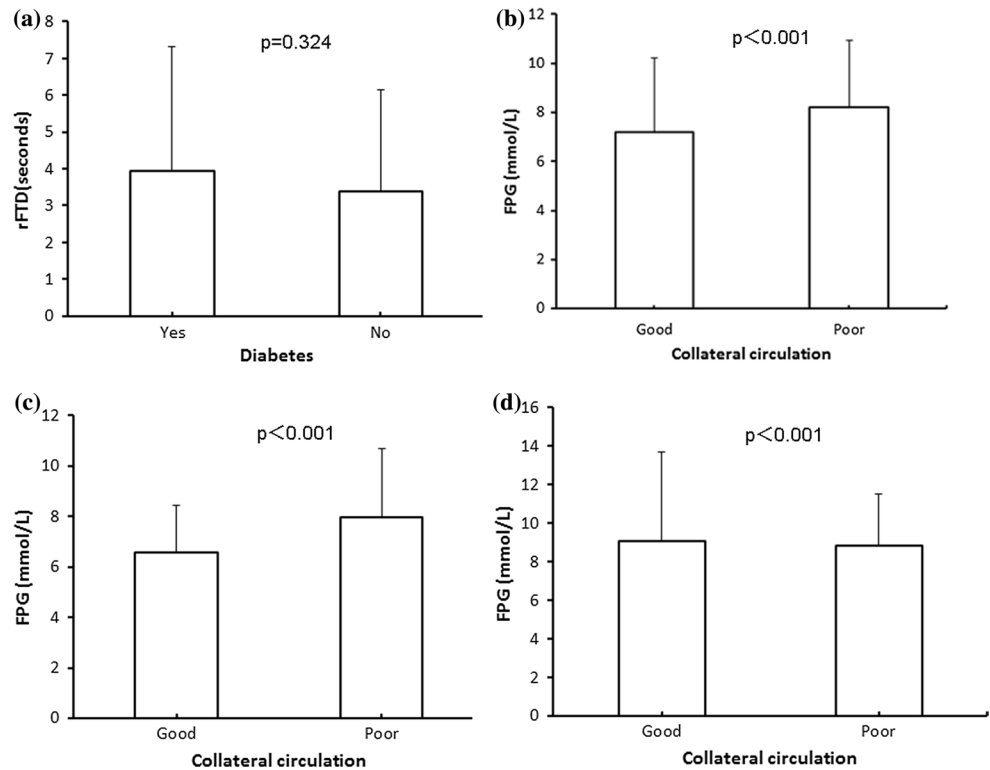 (a)
p=0.324
rFTD(seconds)
8
7
6
5
4
3
2
1
0
Yes
No
Diabetes
(b)
p<0.001
FPG (mmol/L)
12
10
8
6
4
2
0
Good
Poor
Collateral circulation
(c)
p<0.001
FPG (mmol/L)
12
10
8
6
4
2
0
Good
Poor
Collateral circulation
(d)
p<0.001
FPG (mmol/L)
16
14
12
10
8
6
4
2
0
Good
Poor
Collateral circulation